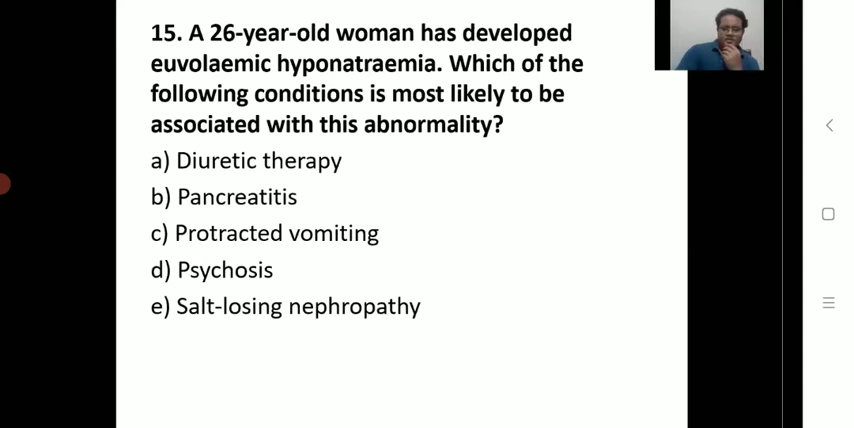 15. A 26-year-old woman has developed
euvolaemic hyponatraemia. Which of the
following conditions is most likely to be
associated with this abnormality?
a) Diuretic therapy
b) Pancreatitis
c) Protracted vomiting
d) Psychosis
e) Salt-losing nephropathy